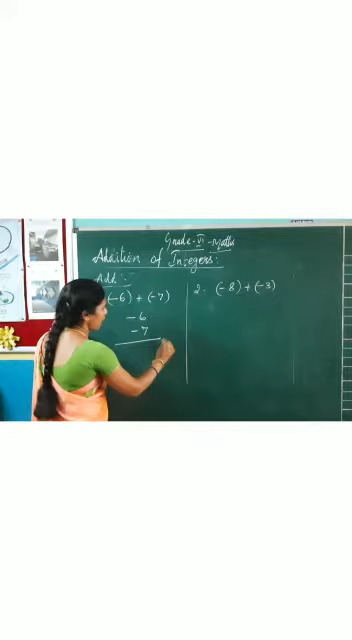 Grade - VI - Maths
Addition of Integers:
Add:
(-6) + (-7)
-6
-7
2. (-8) + (-3)